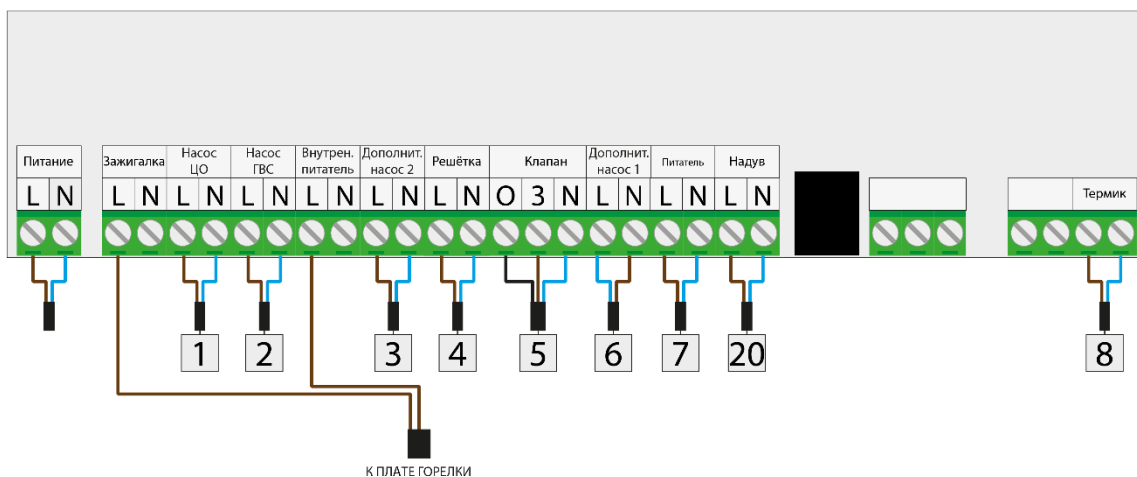 Питание
Зажигалка
Насос
ЦО
Насос
ГВС
Внутрен.
питатель
Дополнит.
насос 2
Решётка
Клапан
Дополнит.
насос 1
Питатель
Надув
Термик
L N L N L N L N L N L N L N О З N L N L N L N
1 2 3 4 5 6 7 20 8
К ПЛАТЕ ГОРЕЛКИ